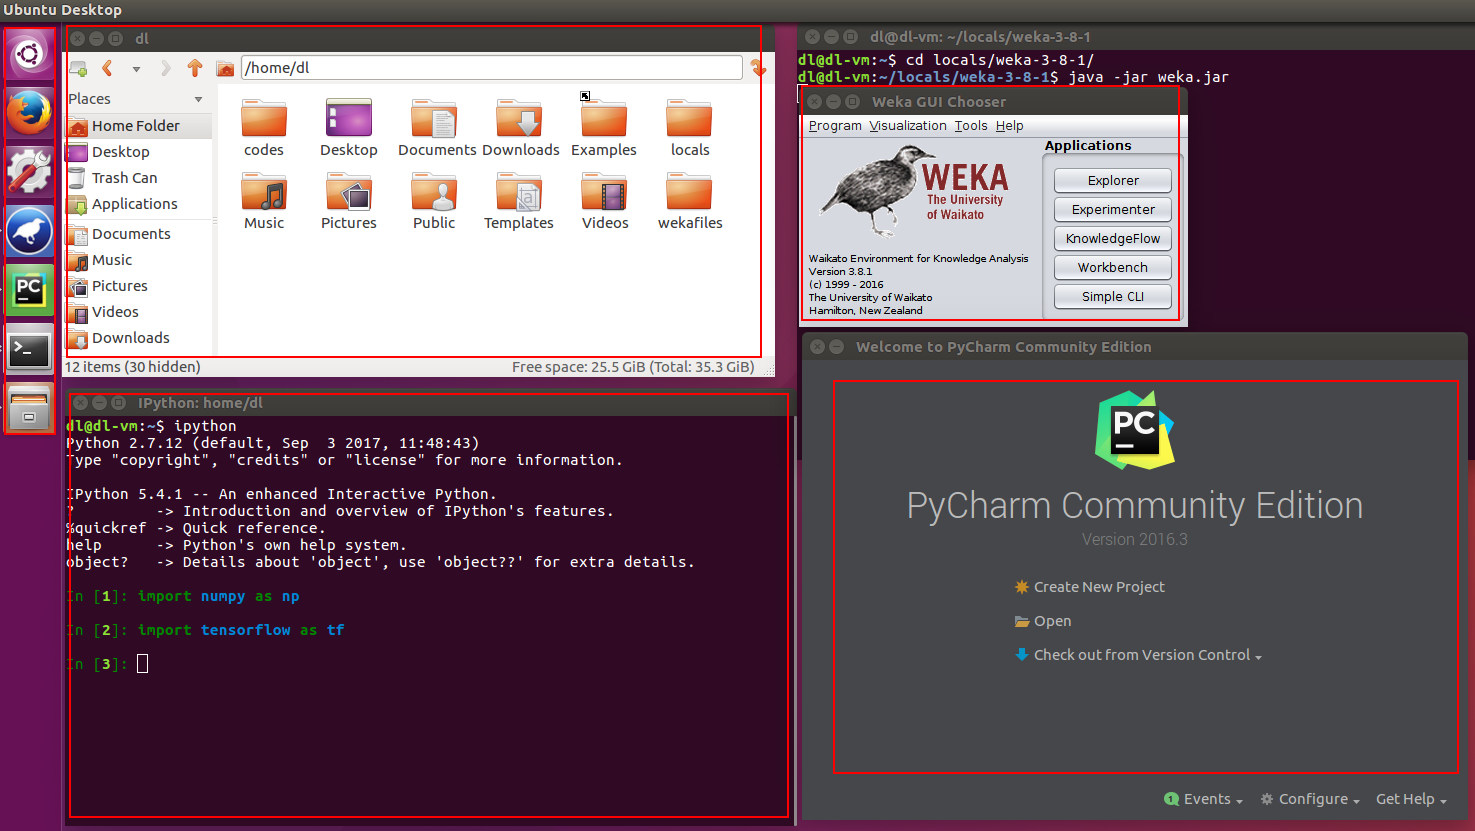 Ubuntu Desktop
dl
/home/dl
Places
Home Folder
Desktop
Trash Can
Applications
Documents
Music
Pictures
Videos
Downloads
codes
Desktop
Documents
Downloads
Examples
locals
Music
Pictures
Public
Templates
Videos
wekafiles
12 items (30 hidden)
Free space: 25.5 GiB (Total: 35.3 GiB)
dl@dl-vm: ~/locals/weka-3-8-1
dl@dl-vm:~$ cd locals/weka-3-8-1/
dl@dl-vm:~/locals/weka-3-8-1$ java -jar weka.jar
Weka GUI Chooser
Program Visualization Tools Help
WEKA
The University
of Waikato
Waikato Environment for Knowledge Analysis
Version 3.8.1
(c) 1999 - 2016
The University of Waikato
Hamilton, New Zealand
Applications
Explorer
Experimenter
KnowledgeFlow
Workbench
Simple CLI
IPython: home/dl
dl@dl-vm:~$ ipython
Python 2.7.12 (default, Sep  3 2017, 11:48:43)
Type "copyright", "credits" or "license" for more information.
IPython 5.4.1 -- An enhanced Interactive Python.
?         -> Introduction and overview of IPython's features.
%quickref -> Quick reference.
help      -> Python's own help system.
object?   -> Details about 'object', use 'object??' for extra details.
In [1]: import numpy as np
In [2]: import tensorflow as tf
In [3]:
Welcome to PyCharm Community Edition
PC
PyCharm Community Edition
Version 2016.3
Create New Project
Open
Check out from Version Control
1 Events
Configure
Get Help
PC
>_